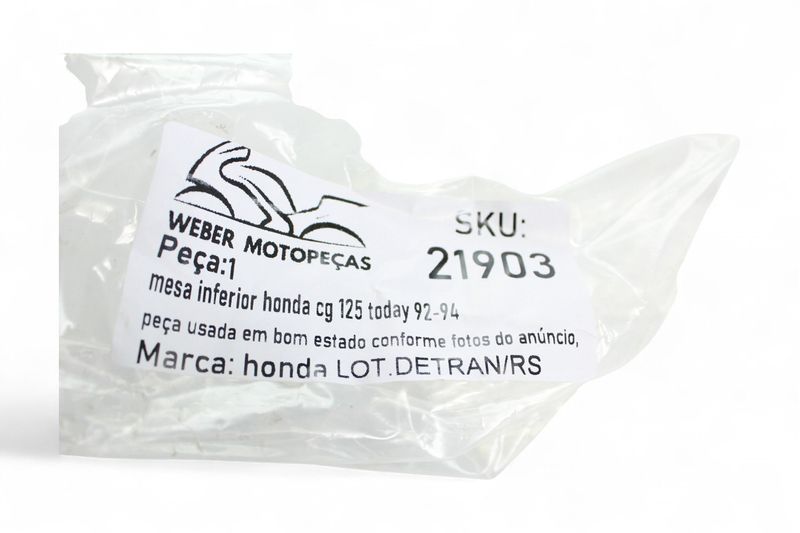 WEBER MOTOPEÇAS
SKU:
21903
Peça:1
mesa inferior honda cg 125 today 92-94
peça usada em bom estado conforme fotos do anúncio,
Marca: honda LOT.DETRAN/RS